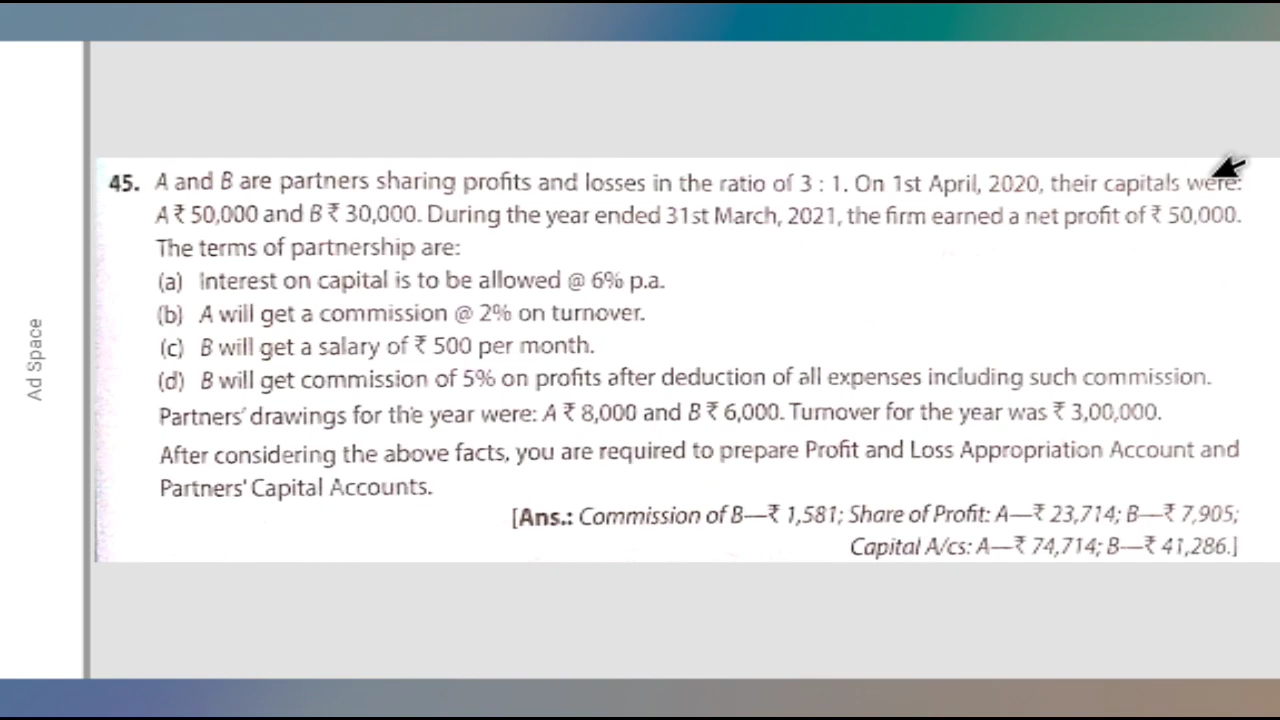 45. A and B are partners sharing profits and losses in the ratio of 3 : 1. On 1st April, 2020, their capitals were:
A ₹ 50,000 and B ₹ 30,000. During the year ended 31st March, 2021, the firm earned a net profit of ₹ 50,000.
The terms of partnership are:
(a) Interest on capital is to be allowed @ 6% p.a.
(b) A will get a commission @ 2% on turnover.
(c) B will get a salary of ₹ 500 per month.
(d) B will get commission of 5% on profits after deduction of all expenses including such commission.
Partners' drawings for the year were: A ₹ 8,000 and B ₹ 6,000. Turnover for the year was ₹ 3,00,000.
After considering the above facts, you are required to prepare Profit and Loss Appropriation Account and
Partners' Capital Accounts.
[Ans.: Commission of B—₹ 1,581; Share of Profit: A—₹ 23,714; B—₹ 7,905;
Capital A/cs: A—₹ 74,714; B—₹ 41,286.]
Ad Space